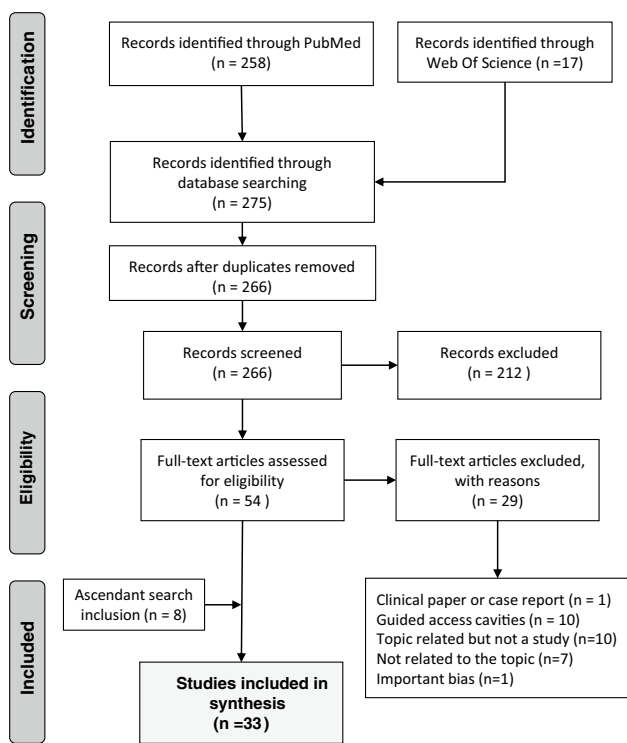 Identification
Records identified through PubMed
(n = 258)
Records identified through
Web Of Science (n =17)
Records identified through
database searching
(n = 275)
Screening
Records after duplicates removed
(n = 266)
Records screened
(n = 266)
Records excluded
(n = 212 )
Eligibility
Full-text articles assessed
for eligibility
(n = 54 )
Full-text articles excluded,
with reasons
(n = 29)
Included
Ascendant search
inclusion (n = 8)
Clinical paper or case report (n = 1)
Guided access cavities (n = 10)
Topic related but not a study (n=10)
Not related to the topic (n=7)
Important bias (n=1)
Studies included in
synthesis
(n =33 )